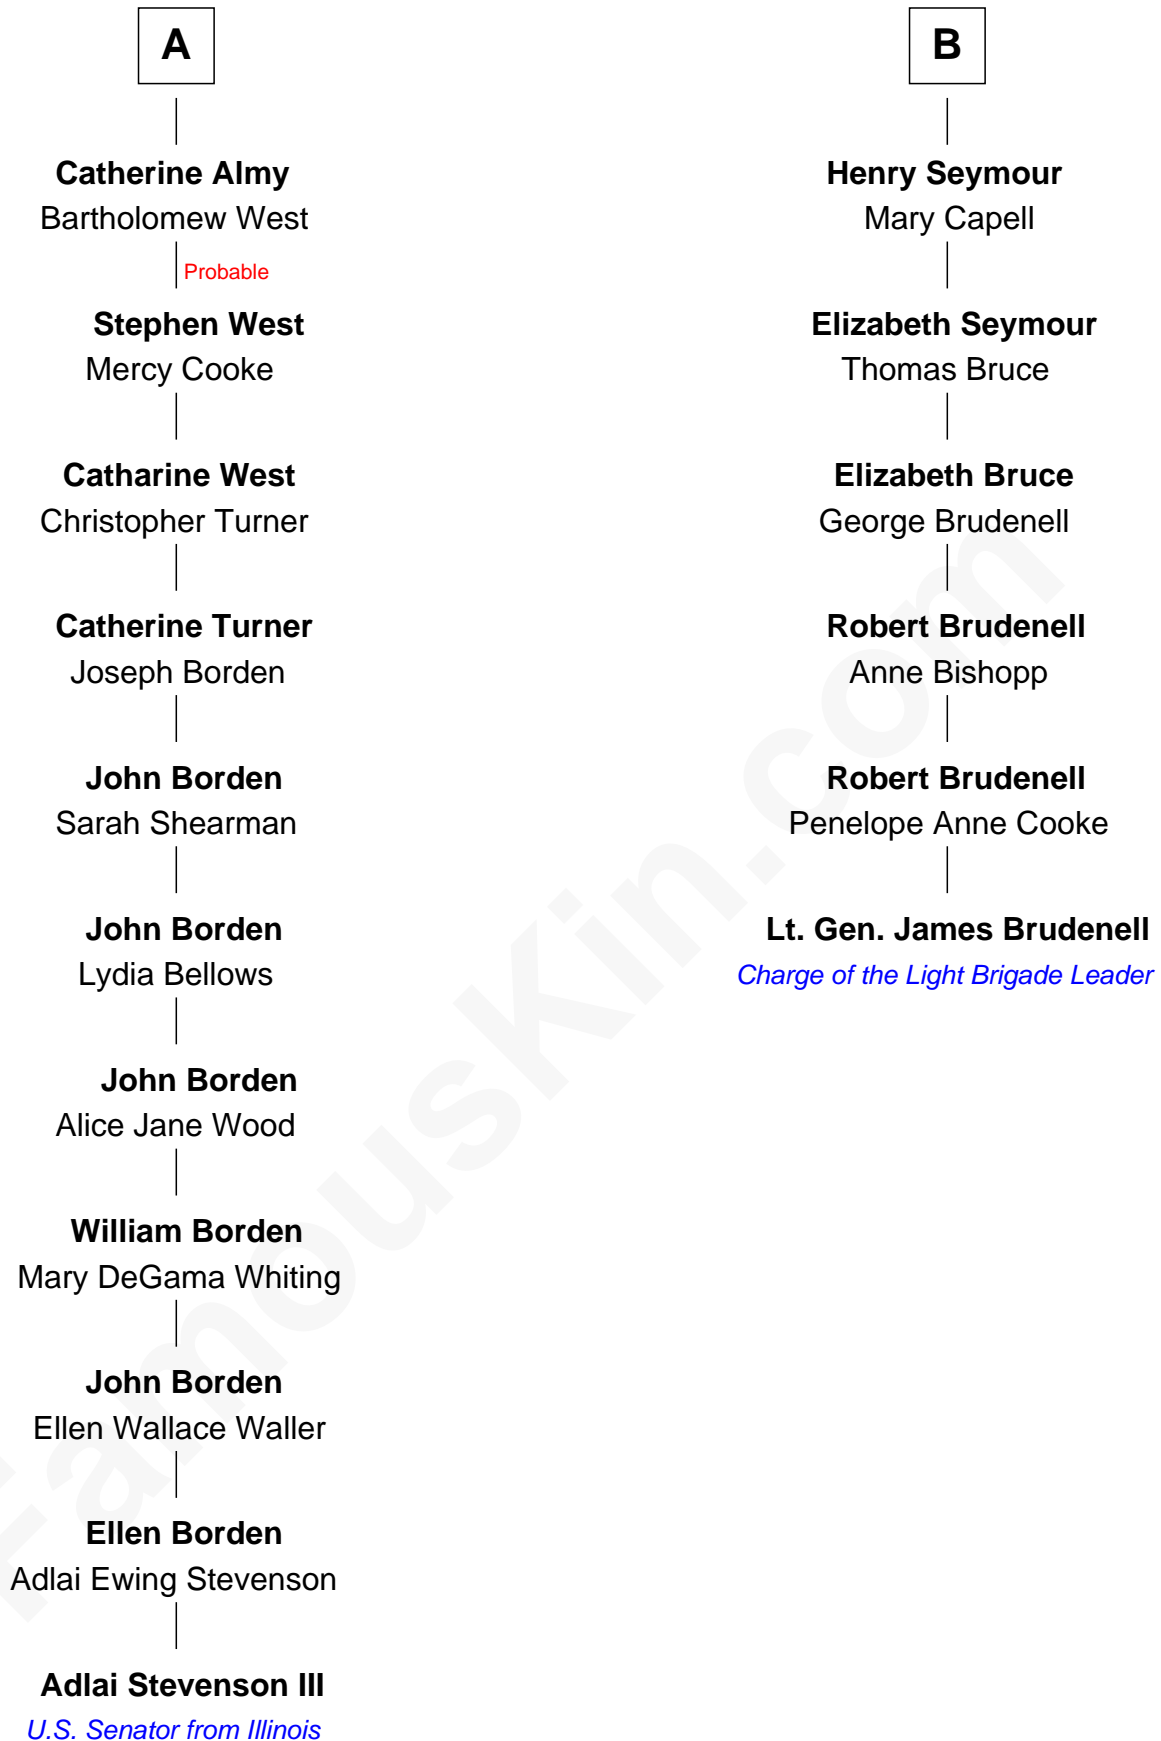 A
Catherine Almy
Bartholomew West
Probable
Stephen West
Mercy Cooke
Catharine West
Christopher Turner
Catherine Turner
Joseph Borden
John Borden
Sarah Shearman
John Borden
Lydia Bellows
John Borden
Alice Jane Wood
William Borden
Mary DeGama Whiting
John Borden
Ellen Wallace Waller
Ellen Borden
Adlai Ewing Stevenson
Adlai Stevenson III
U.S. Senator from Illinois
B
Henry Seymour
Mary Capell
Elizabeth Seymour
Thomas Bruce
Elizabeth Bruce
George Brudenell
Robert Brudenell
Anne Bishopp
Robert Brudenell
Penelope Anne Cooke
Lt. Gen. James Brudenell
Charge of the Light Brigade Leader
FamousKin.com